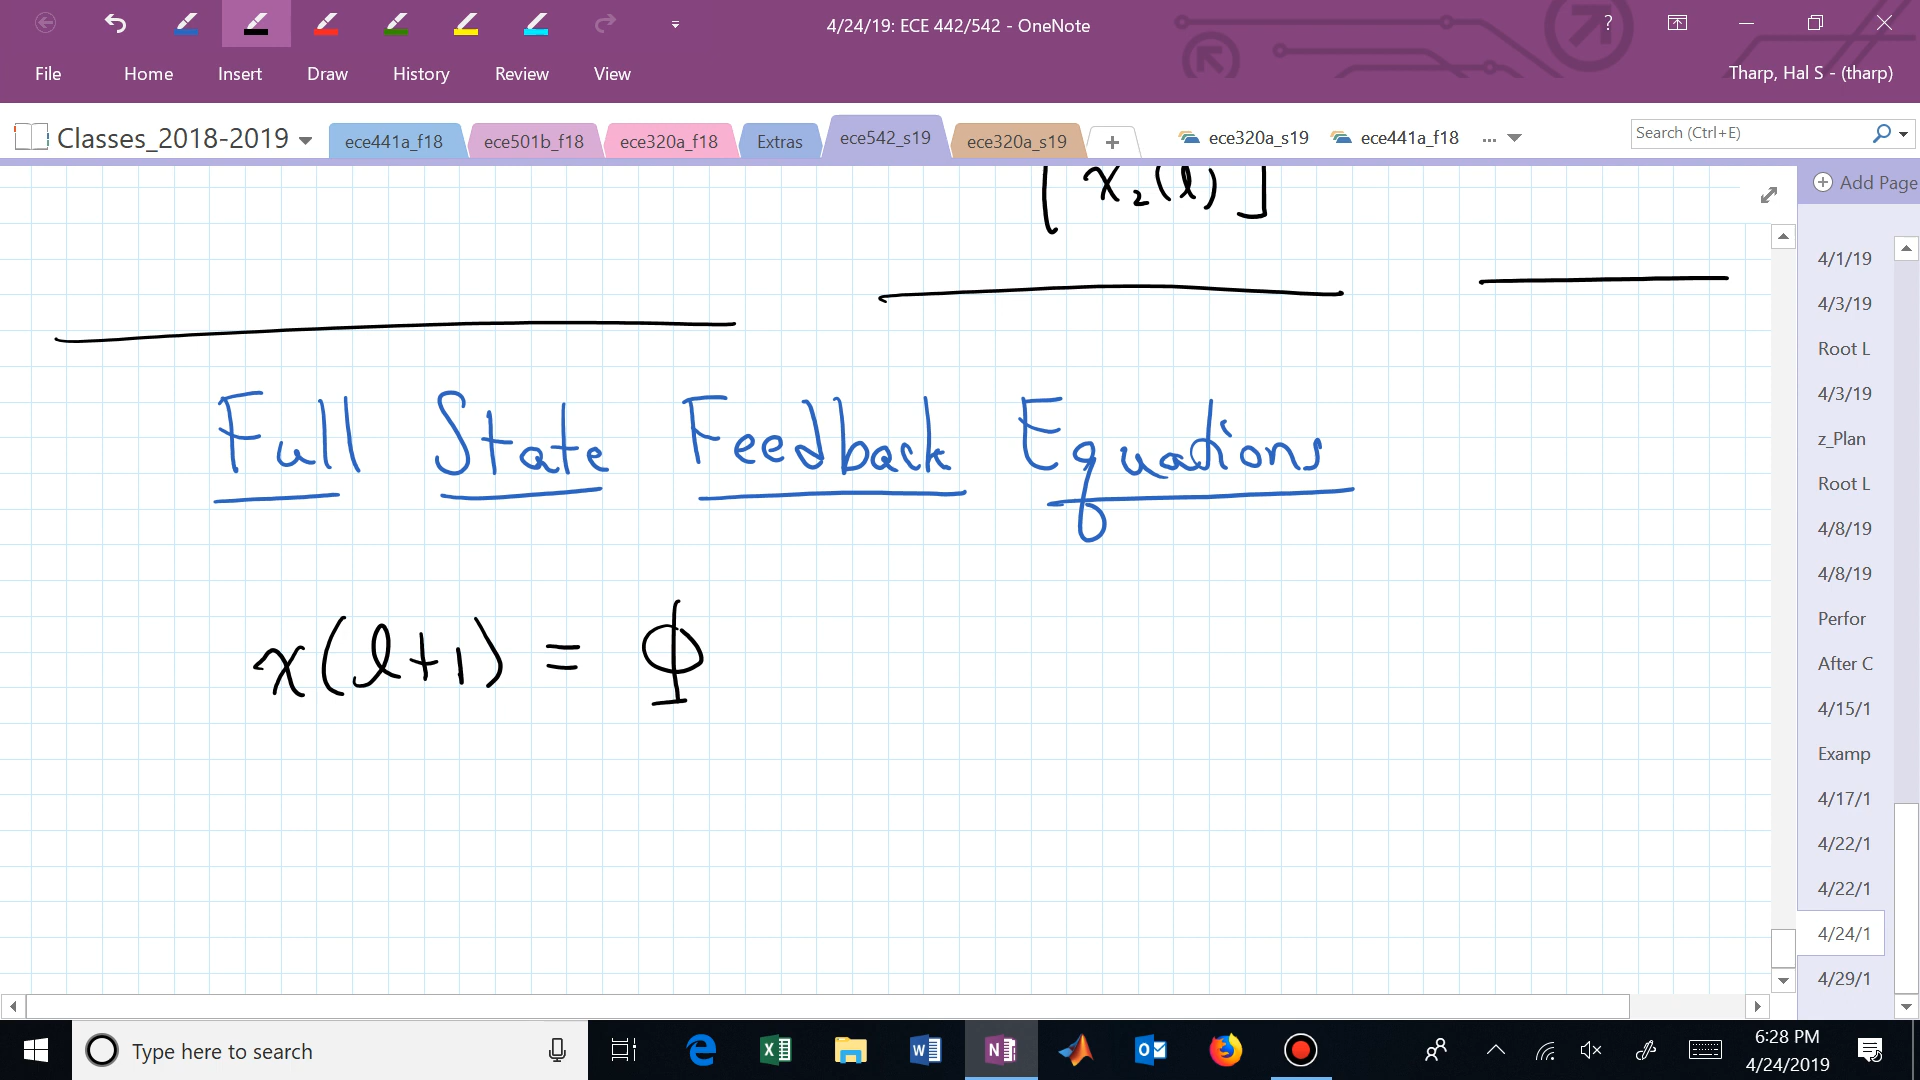 4/24/19: ECE 442/542 - OneNote
?
File Home Insert Draw History Review View
Tharp, Hal S - (tharp)
Classes_2018-2019
ece441a_f18
ece501b_f18
ece320a_f18
Extras
ece542_s19
ece320a_s19
+
ece320a_s19
ece441a_f18
...
Search (Ctrl+E)
Add Page
x₂(l) ]
Full State Feedback Equations
x(l+1) = Φ
4/1/19
4/3/19
Root L
4/3/19
z_Plan
Root L
4/8/19
4/8/19
Perfor
After C
4/15/1
Examp
4/17/1
4/22/1
4/22/1
4/24/1
4/29/1
Type here to search
6:28 PM
4/24/2019